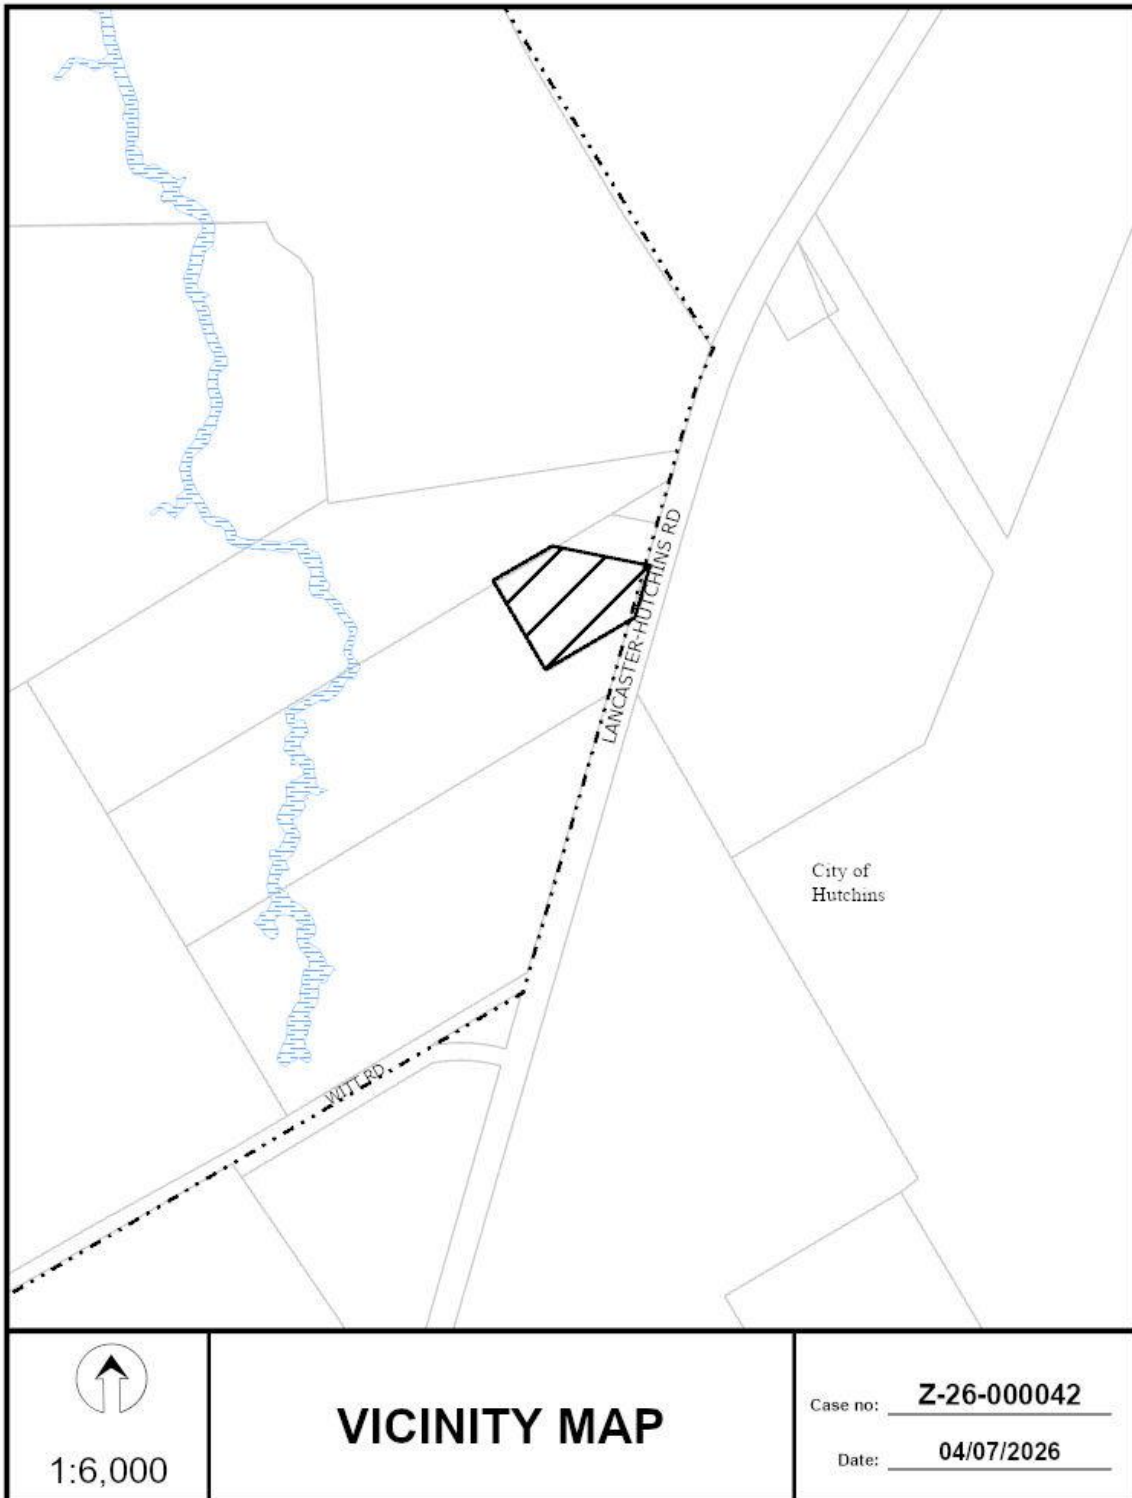 LANCASTER-HUTCHINS RD
City of
Hutchins
WITT RD
1:6,000
VICINITY MAP
Case no: Z-26-000042
Date: 04/07/2026